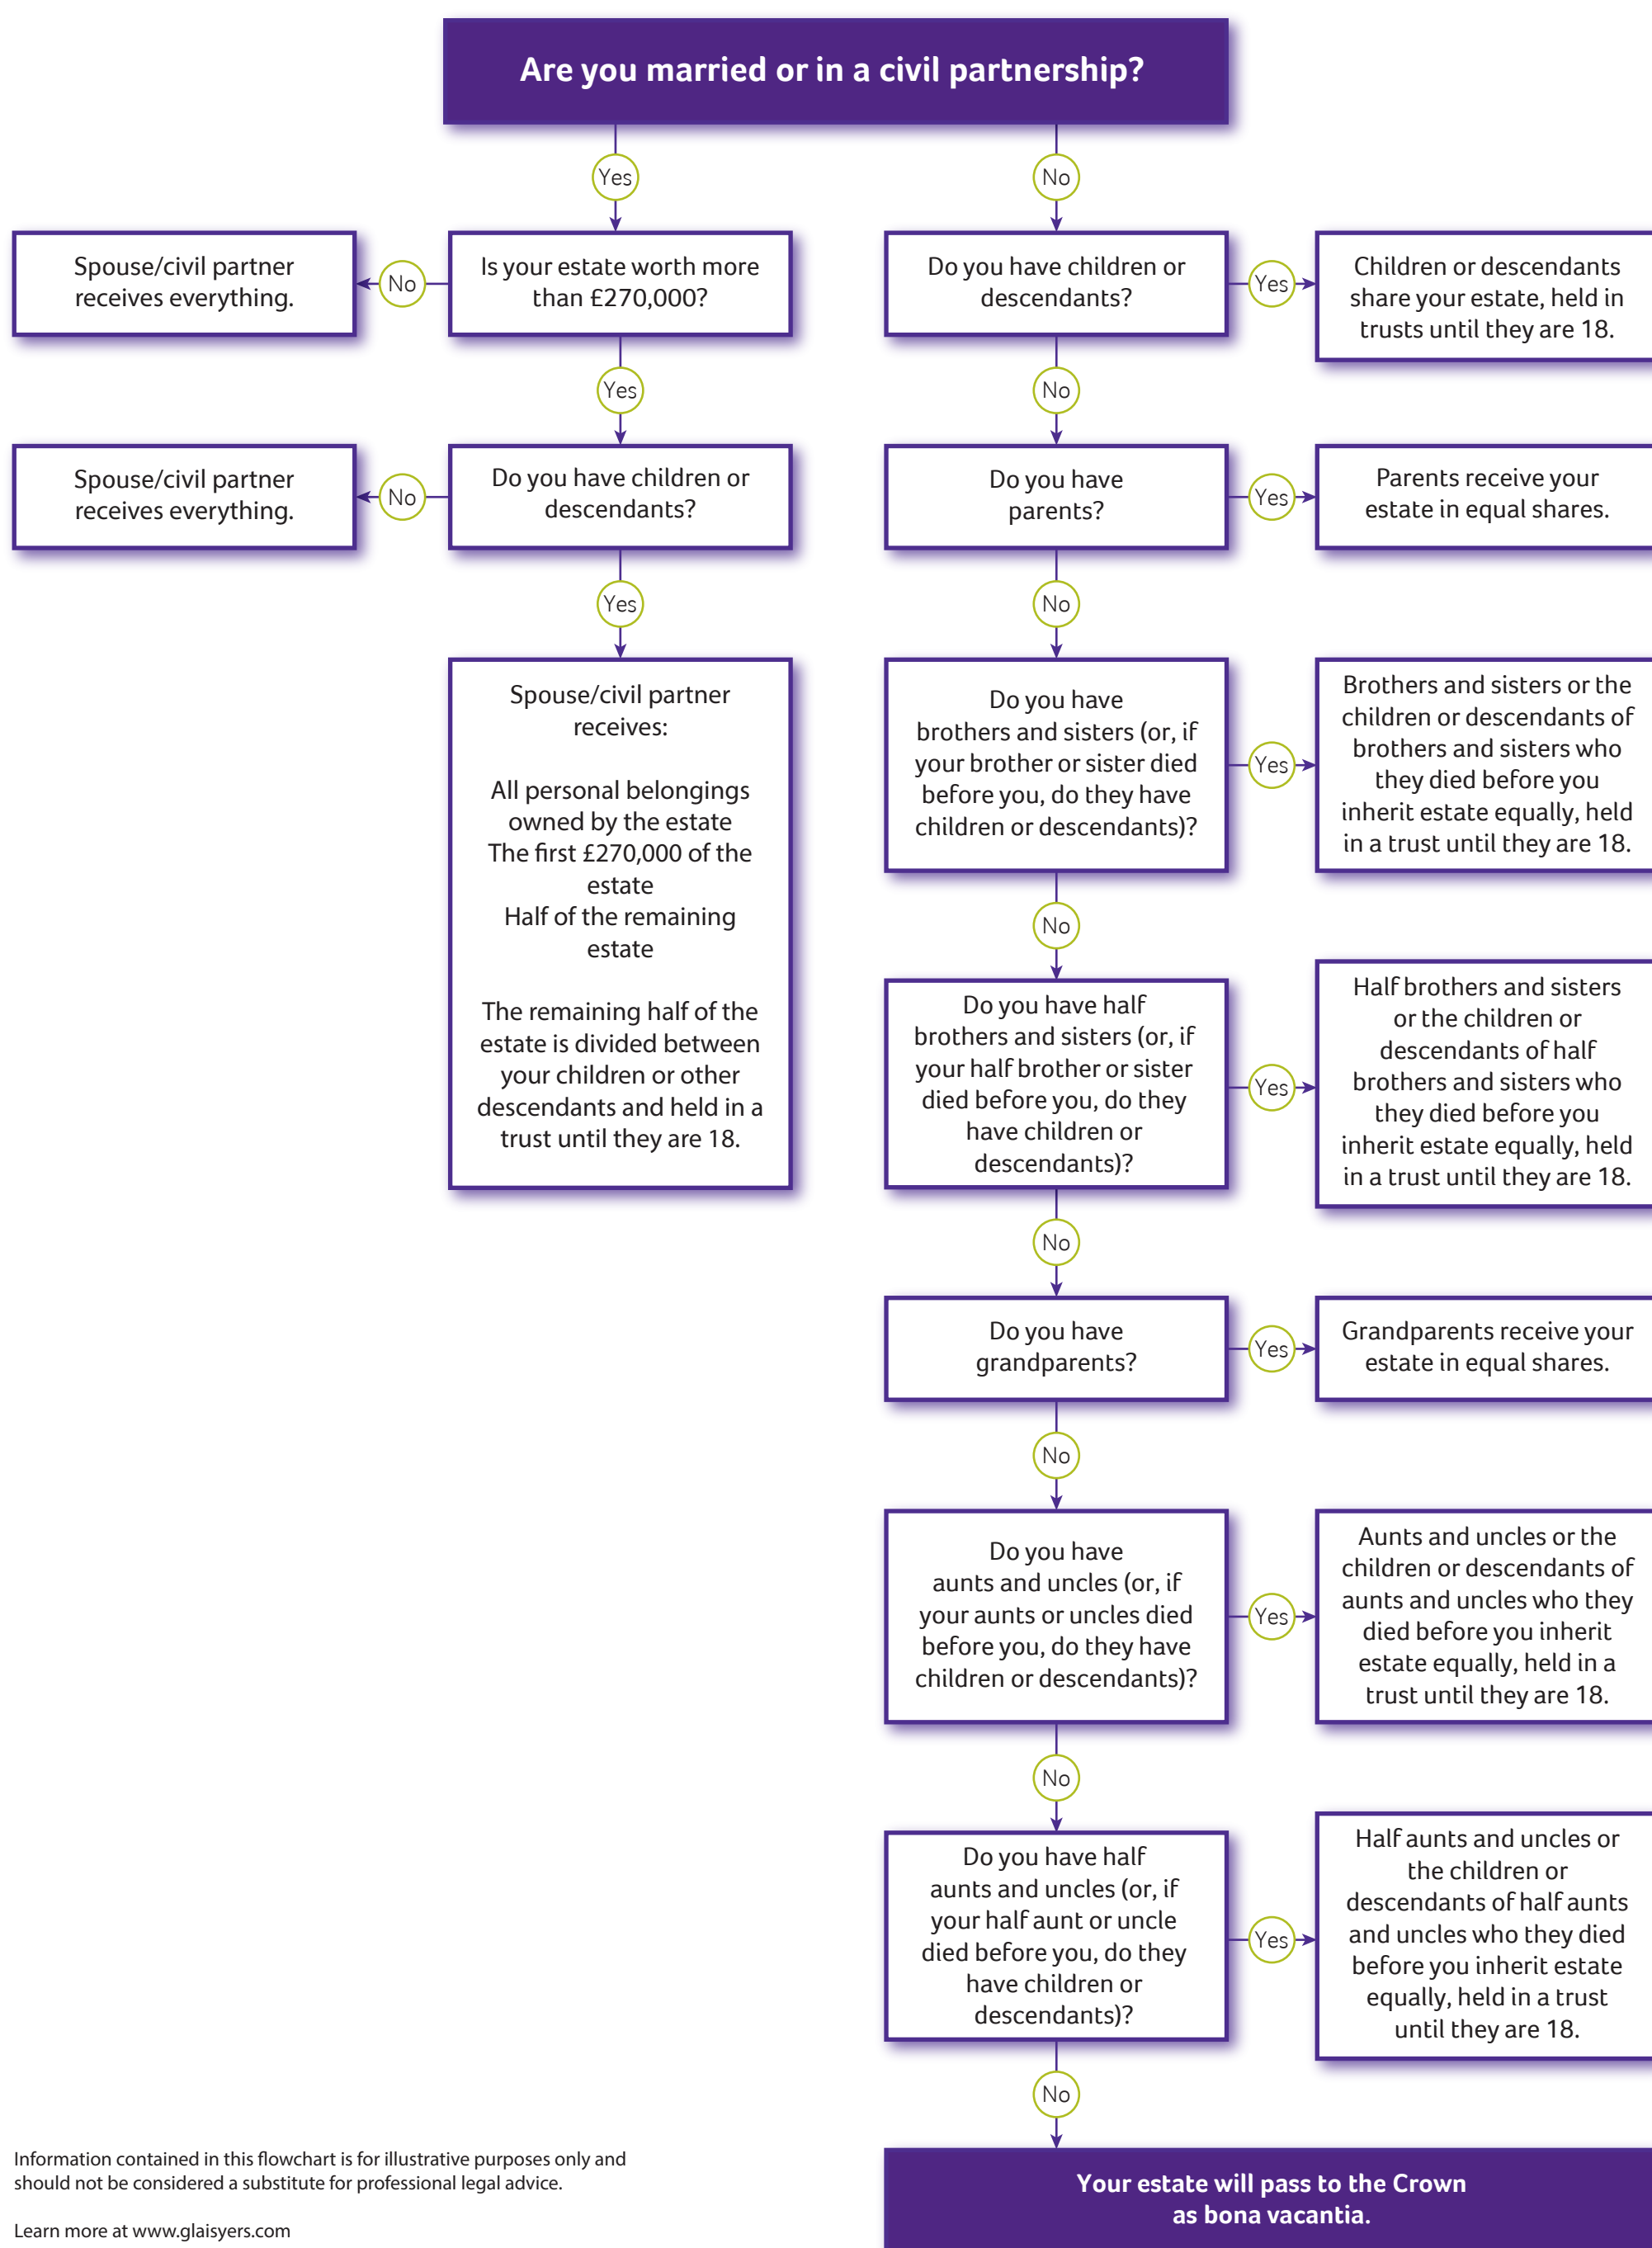 Are you married or in a civil partnership?
Yes
No
Spouse/civil partner
receives everything.
No
Is your estate worth more
than £270,000?
Do you have children or
descendants?
Yes
Children or descendants
share your estate, held in
trusts until they are 18.
Yes
No
Spouse/civil partner
receives everything.
No
Do you have children or
descendants?
Do you have
parents?
Yes
Parents receive your
estate in equal shares.
Yes
No
Spouse/civil partner
receives:
All personal belongings
owned by the estate
The first £270,000 of the
estate
Half of the remaining
estate
The remaining half of the
estate is divided between
your children or other
descendants and held in a
trust until they are 18.
Do you have
brothers and sisters (or, if
your brother or sister died
before you, do they have
children or descendants)?
Yes
Brothers and sisters or the
children or descendants of
brothers and sisters who
they died before you
inherit estate equally, held
in a trust until they are 18.
No
Do you have half
brothers and sisters (or, if
your half brother or sister
died before you, do they
have children or
descendants)?
Yes
Half brothers and sisters
or the children or
descendants of half
brothers and sisters who
they died before you
inherit estate equally, held
in a trust until they are 18.
No
Do you have
grandparents?
Yes
Grandparents receive your
estate in equal shares.
No
Do you have
aunts and uncles (or, if
your aunts or uncles died
before you, do they have
children or descendants)?
Yes
Aunts and uncles or the
children or descendants of
aunts and uncles who they
died before you inherit
estate equally, held in a
trust until they are 18.
No
Do you have half
aunts and uncles (or, if
your half aunt or uncle
died before you, do they
have children or
descendants)?
Yes
Half aunts and uncles or
the children or
descendants of half aunts
and uncles who they died
before you inherit estate
equally, held in a trust
until they are 18.
No
Your estate will pass to the Crown
as bona vacantia.
Information contained in this flowchart is for illustrative purposes only and
should not be considered a substitute for professional legal advice.
Learn more at www.glaisyers.com